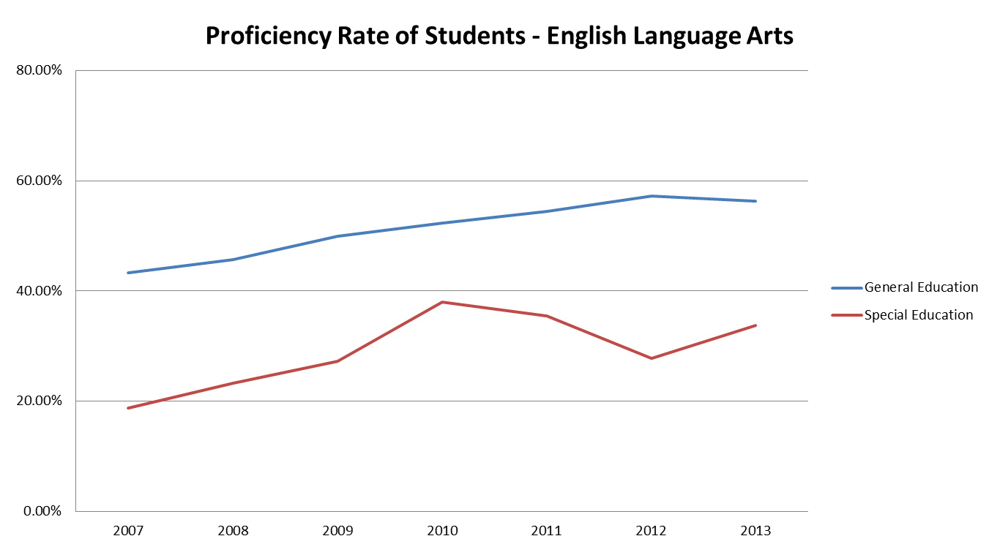 Proficiency Rate of Students - English Language Arts
80.00%
60.00%
40.00%
20.00%
0.00%
2007 2008 2009 2010 2011 2012 2013
General Education
Special Education